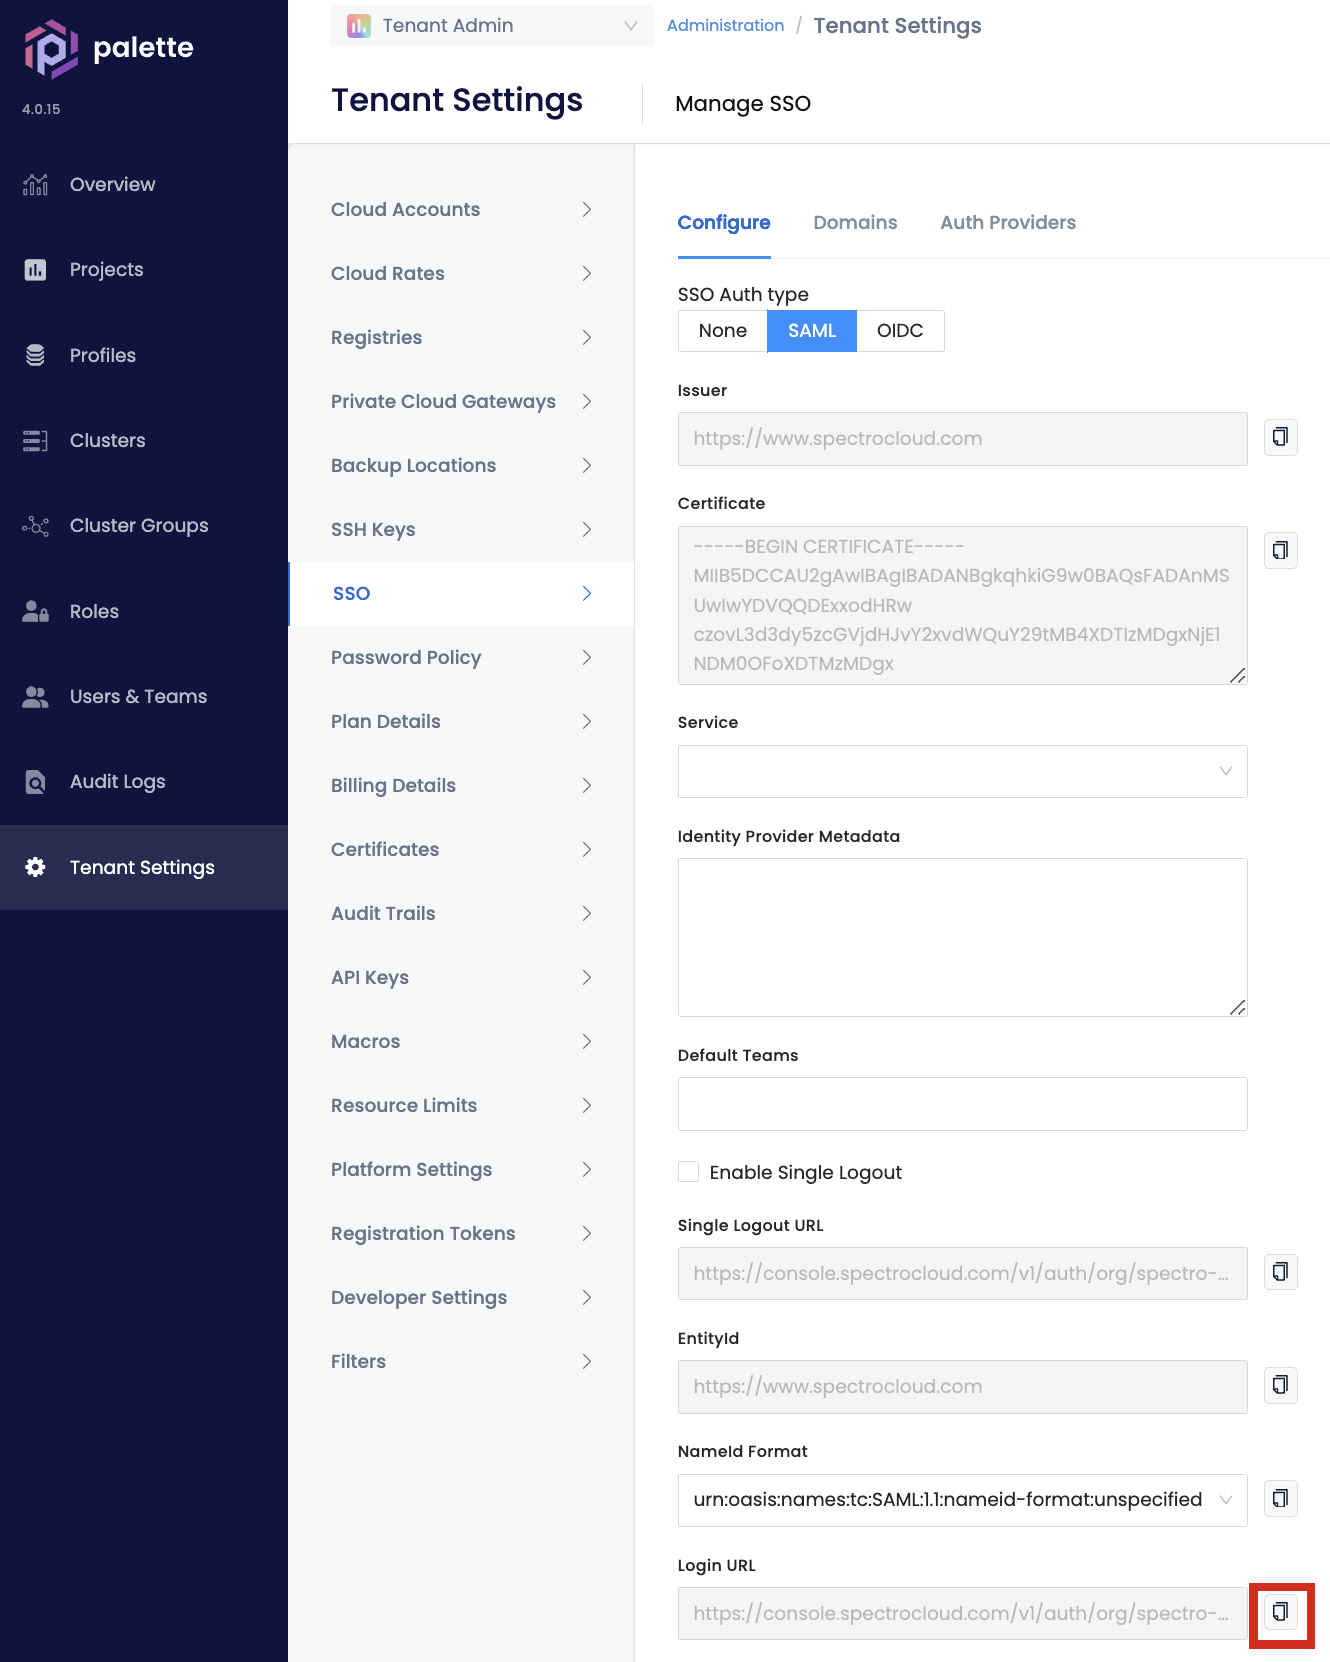 palette
4.0.15
Overview
Projects
Profiles
Clusters
Cluster Groups
Roles
Users & Teams
Audit Logs
Tenant Settings
Tenant Admin
Administration / Tenant Settings
Tenant Settings
Manage SSO
Cloud Accounts
Cloud Rates
Registries
Private Cloud Gateways
Backup Locations
SSH Keys
SSO
Password Policy
Plan Details
Billing Details
Certificates
Audit Trails
API Keys
Macros
Resource Limits
Platform Settings
Registration Tokens
Developer Settings
Filters
Configure Domains Auth Providers
SSO Auth type
None SAML OIDC
Issuer
https://www.spectrocloud.com
Certificate
-----BEGIN CERTIFICATE-----
MIIB5DCCAU2gAwIBAgIBADANBgkqhkiG9w0BAQsFADAnMS
UwIwYDVQQDExxodHRw
czovL3d3dy5zcGVjdHJvY2xvdWQuY29tMB4XDTIzMDgxNjE1
NDM0OFoXDTMzMDgx
Service
Identity Provider Metadata
Default Teams
Enable Single Logout
Single Logout URL
https://console.spectrocloud.com/v1/auth/org/spectro-...
EntityId
https://www.spectrocloud.com
NameId Format
urn:oasis:names:tc:SAML:1.1:nameid-format:unspecified
Login URL
https://console.spectrocloud.com/v1/auth/org/spectro-...